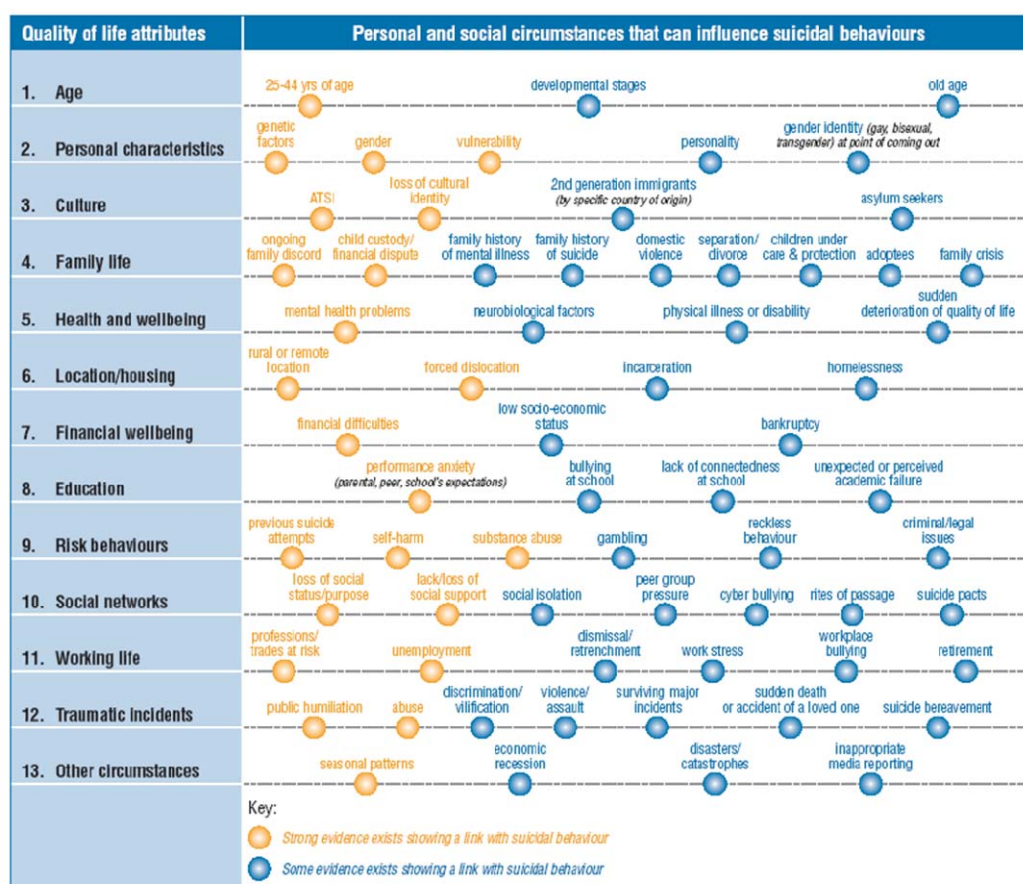 Quality of life attributes
Personal and social circumstances that can influence suicidal behaviours
1. Age
25-44 yrs of age
developmental stages
old age
2. Personal characteristics
genetic
factors
gender
vulnerability
personality
gender identity (gay, bisexual,
transgender) at point of coming out
3. Culture
ATSI
loss of cultural
identity
2nd generation immigrants
(by specific country of origin)
asylum seekers
4. Family life
ongoing
family discord
child custody/
financial dispute
family history
of mental illness
family history
of suicide
domestic
violence
separation/
divorce
children under
care & protection
adoptees
family crisis
5. Health and wellbeing
mental health problems
neurobiological factors
physical illness or disability
sudden
deterioration of quality of life
6. Location/housing
rural or remote
location
forced dislocation
incarceration
homelessness
7. Financial wellbeing
financial difficulties
low socio-economic
status
bankruptcy
8. Education
performance anxiety
(parental, peer, school's expectations)
bullying
at school
lack of connectedness
at school
unexpected or perceived
academic failure
9. Risk behaviours
previous suicide
attempts
self-harm
substance abuse
gambling
reckless
behaviour
criminal/legal
issues
10. Social networks
loss of social
status/purpose
lack/loss of
social support
social isolation
peer group
pressure
cyber bullying
rites of passage
suicide pacts
11. Working life
professions/
trades at risk
unemployment
dismissal/
retrenchment
work stress
workplace
bullying
retirement
12. Traumatic incidents
public humiliation
abuse
discrimination/
vilification
violence/
assault
surviving major
incidents
sudden death
or accident of a loved one
suicide bereavement
13. Other circumstances
seasonal patterns
economic
recession
disasters/
catastrophes
inappropriate
media reporting
Key:
Strong evidence exists showing a link with suicidal behaviour
Some evidence exists showing a link with suicidal behaviour